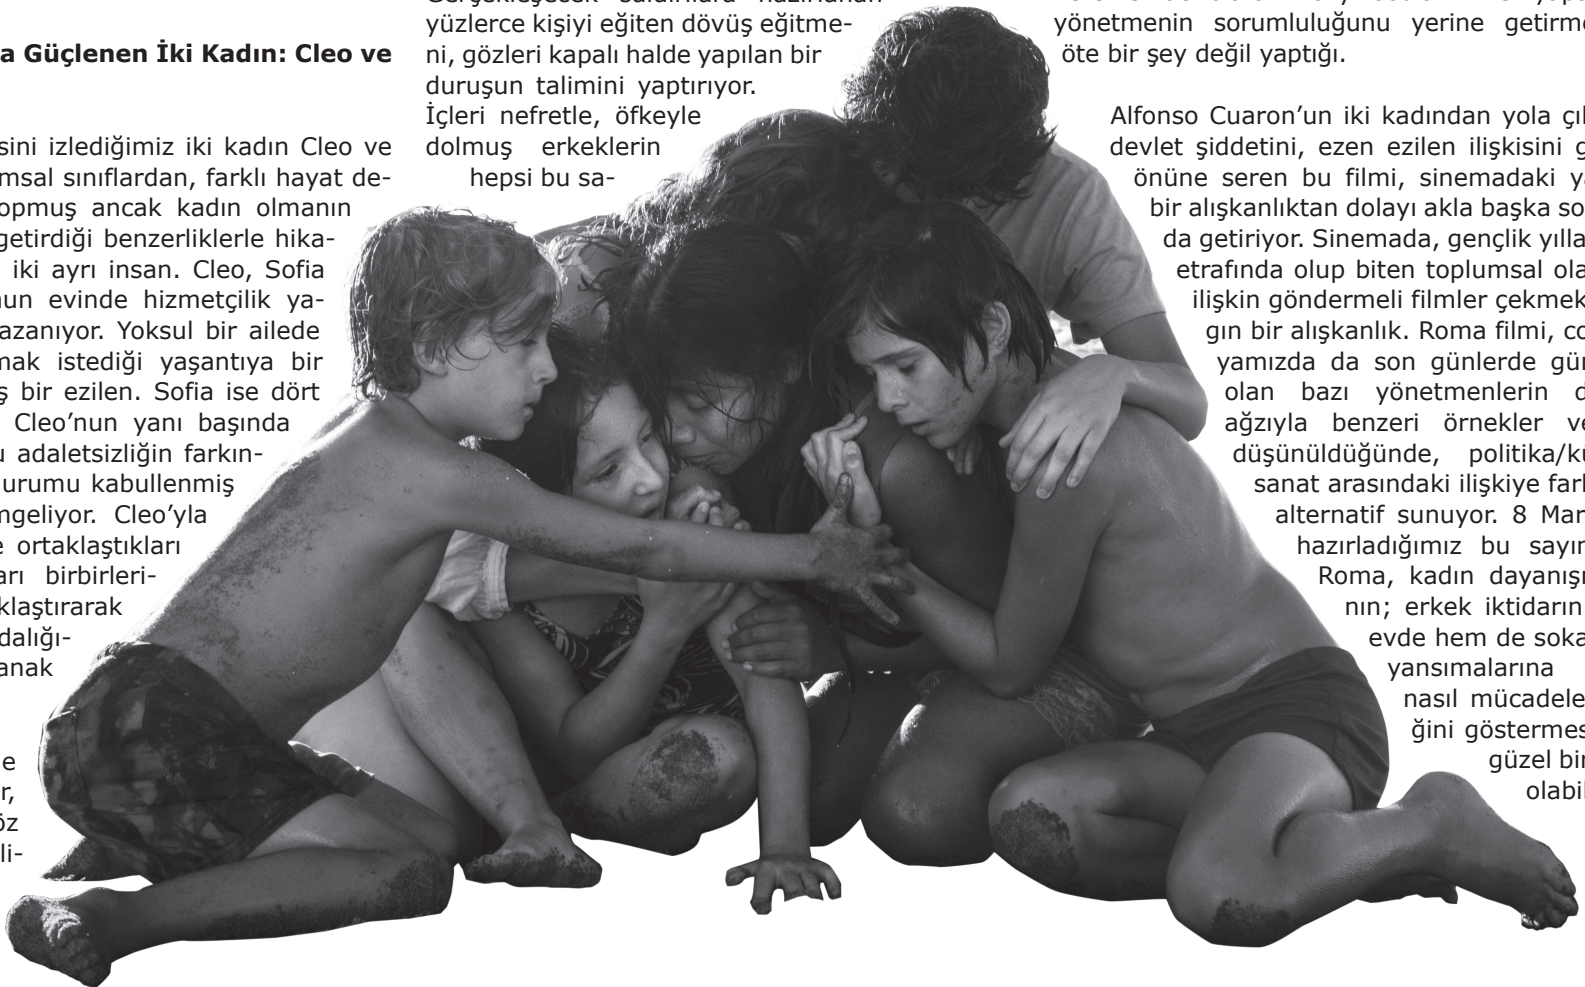 a Güçlenen İki Kadın: Cleo ve
sini izlediğimiz iki kadın Cleo ve
msal sınıflardan, farklı hayat de-
opmuş ancak kadın olmanın
getirdiği benzerliklerle hika-
iki ayrı insan. Cleo, Sofia
nun evinde hizmetçilik ya-
azanıyor. Yoksul bir ailede
mak istediği yaşantıya bir
ş bir ezilen. Sofia ise dört
Cleo’nun yanı başında
u adaletsizliğin farkın-
urumu kabullenmiş
ngeliyor. Cleo’yla
e ortaklaştıkları
arı birbirleri-
klaştırarak
dalığı-
anak
e
r,
öz
li-
yüzlerce kişiyi eğiten dövüş eğitme-
ni, gözleri kapalı halde yapılan bir
duruşun talimini yaptırıyor.
İçleri nefretle, öfkeyle
dolmuş erkeklerin
hepsi bu sa-
yönetmenin sorumluluğunu yerine getirme
öte bir şey değil yaptığı.
Alfonso Cuaron’un iki kadından yola çık
devlet şiddetini, ezen ezilen ilişkisini g
önüne seren bu filmi, sinemadaki ya
bir alışkanlıktan dolayı akla başka so
da getiriyor. Sinemada, gençlik yılla
etrafında olup biten toplumsal ola
ilişkin göndermeli filmler çekmek
gın bir alışkanlık. Roma filmi, co
yamızda da son günlerde gün
olan bazı yönetmenlerin d
ağzıyla benzeri örnekler ve
düşünüldüğünde, politika/kü
sanat arasındaki ilişkiye fark
alternatif sunuyor. 8 Mar
hazırladığımız bu sayın
Roma, kadın dayanışm
nın; erkek iktidarın
evde hem de soka
yansımalarına
nasıl mücadele
ğini göstermes
güzel bir
olabil